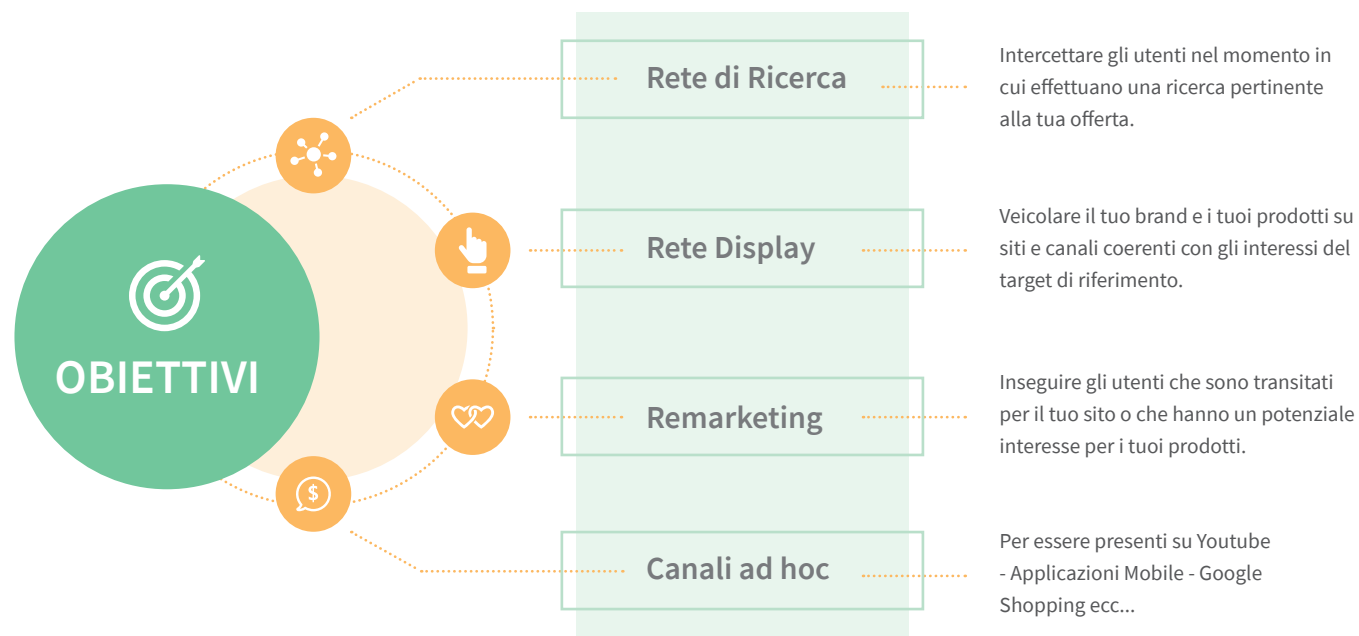 OBIETTIVI
$
Rete di Ricerca
Intercettare gli utenti nel momento in
cui effettuano una ricerca pertinente
alla tua offerta.
Rete Display
Veicolare il tuo brand e i tuoi prodotti su
siti e canali coerenti con gli interessi del
target di riferimento.
Remarketing
Inseguire gli utenti che sono transitati
per il tuo sito o che hanno un potenziale
interesse per i tuoi prodotti.
Canali ad hoc
Per essere presenti su Youtube
- Applicazioni Mobile - Google
Shopping ecc...